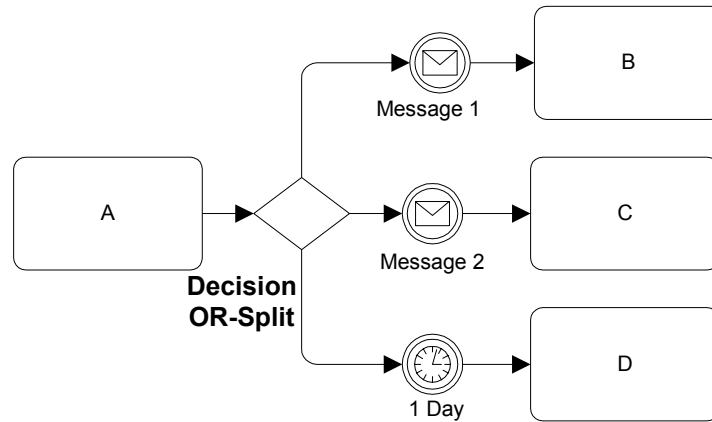 B
Message 1
A
C
Message 2
Decision
OR-Split
D
1 Day